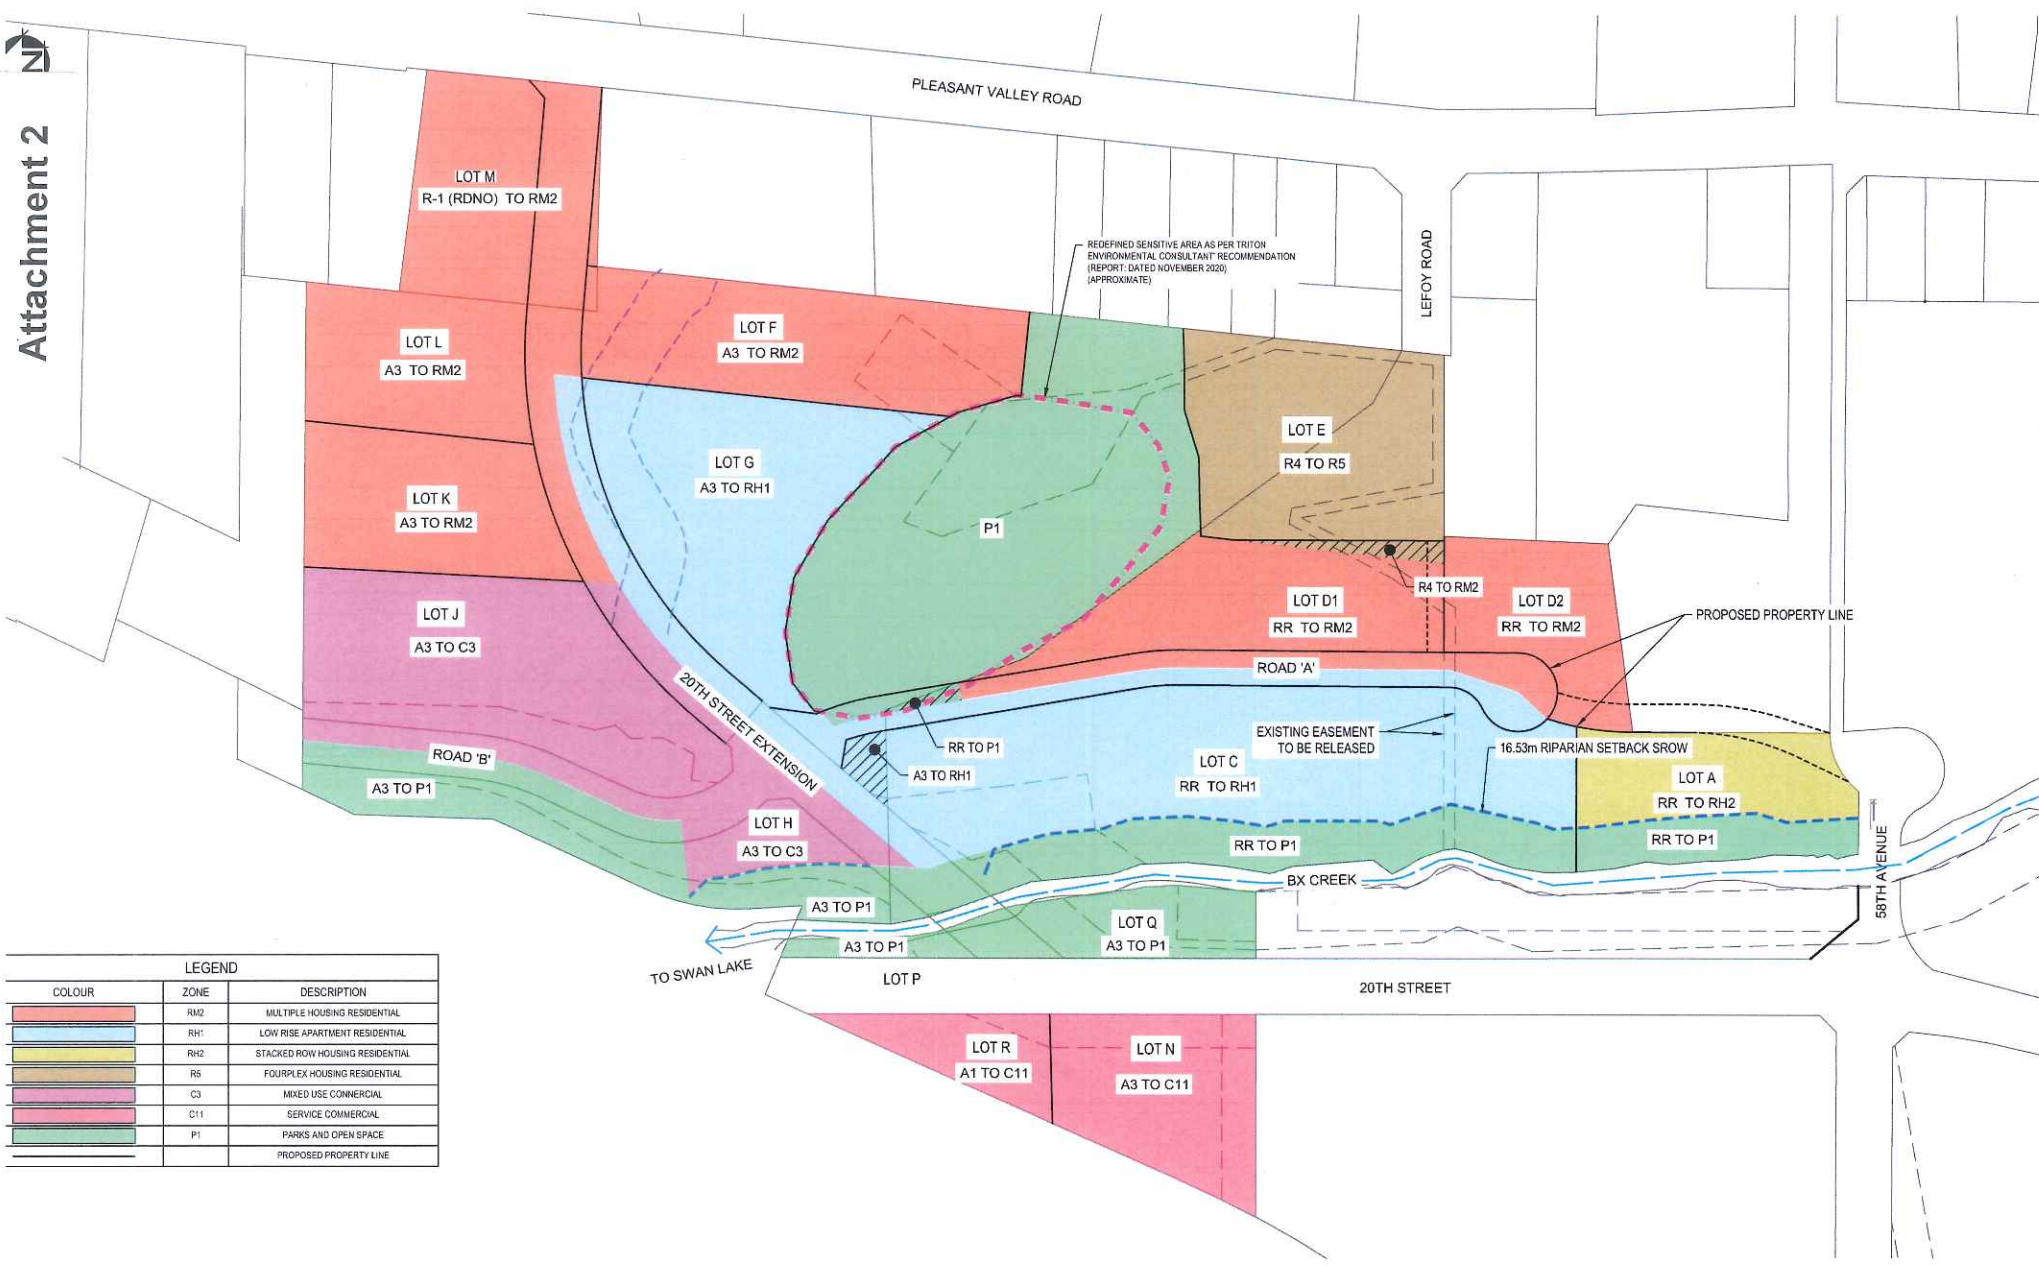 N
Attachment 2
PLEASANT VALLEY ROAD
LOT M
R-1 (RDNO) TO RM2
REDEFINED SENSITIVE AREA AS PER TRITON
ENVIRONMENTAL CONSULTANT' RECOMMENDATION
(REPORT: DATED NOVEMBER 2020)
(APPROXIMATE)
LEFOY ROAD
LOT L
A3 TO RM2
LOT F
A3 TO RM2
LOT E
R4 TO R5
LOT G
A3 TO RH1
LOT K
A3 TO RM2
P1
R4 TO RM2
LOT J
A3 TO C3
LOT D1
RR TO RM2
LOT D2
RR TO RM2
PROPOSED PROPERTY LINE
ROAD 'A'
20TH STREET EXTENSION
RR TO P1
A3 TO RH1
EXISTING EASEMENT
TO BE RELEASED
16.53m RIPARIAN SETBACK SROW
ROAD 'B'
A3 TO P1
LOT C
RR TO RH1
LOT A
RR TO RH2
LOT H
A3 TO C3
RR TO P1
RR TO P1
BX CREEK
58TH AVENUE
A3 TO P1
A3 TO P1
LOT Q
A3 TO P1
TO SWAN LAKE
LOT P
20TH STREET
LOT R
A1 TO C11
LOT N
A3 TO C11
LEGEND
COLOUR ZONE DESCRIPTION
RM2 MULTIPLE HOUSING RESIDENTIAL
RH1 LOW RISE APARTMENT RESIDENTIAL
RH2 STACKED ROW HOUSING RESIDENTIAL
R5 FOURPLEX HOUSING RESIDENTIAL
C3 MIXED USE CONNERCIAL
C11 SERVICE COMMERCIAL
P1 PARKS AND OPEN SPACE
PROPOSED PROPERTY LINE